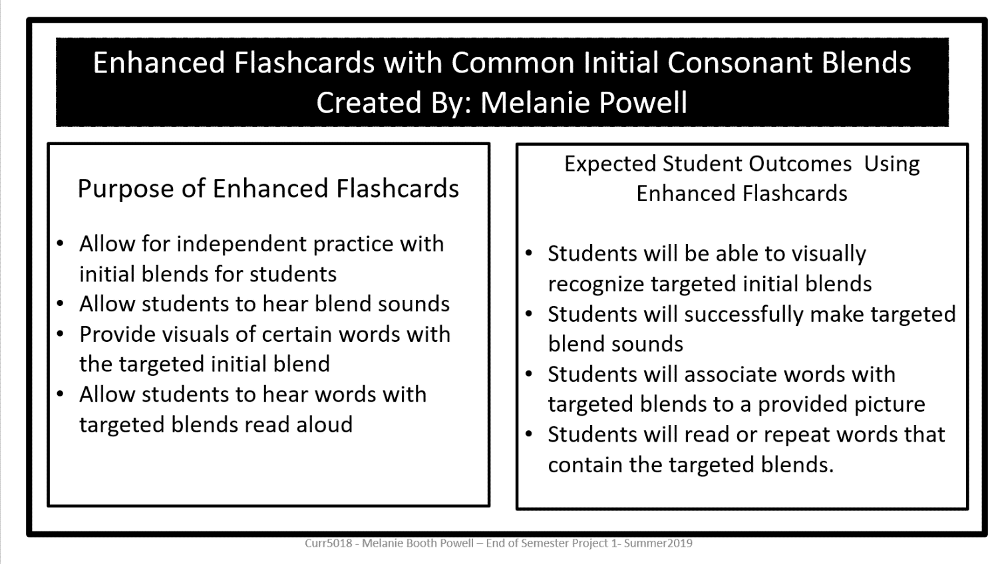 Enhanced Flashcards with Common Initial Consonant Blends
Created By: Melanie Powell
Purpose of Enhanced Flashcards
• Allow for independent practice with
initial blends for students
• Allow students to hear blend sounds
• Provide visuals of certain words with
the targeted initial blend
• Allow students to hear words with
targeted blends read aloud
Expected Student Outcomes  Using
Enhanced Flashcards
• Students will be able to visually
recognize targeted initial blends
• Students will successfully make targeted
blend sounds
• Students will associate words with
targeted blends to a provided picture
• Students will read or repeat words that
contain the targeted blends.
Curr5018 - Melanie Booth Powell – End of Semester Project 1- Summer2019